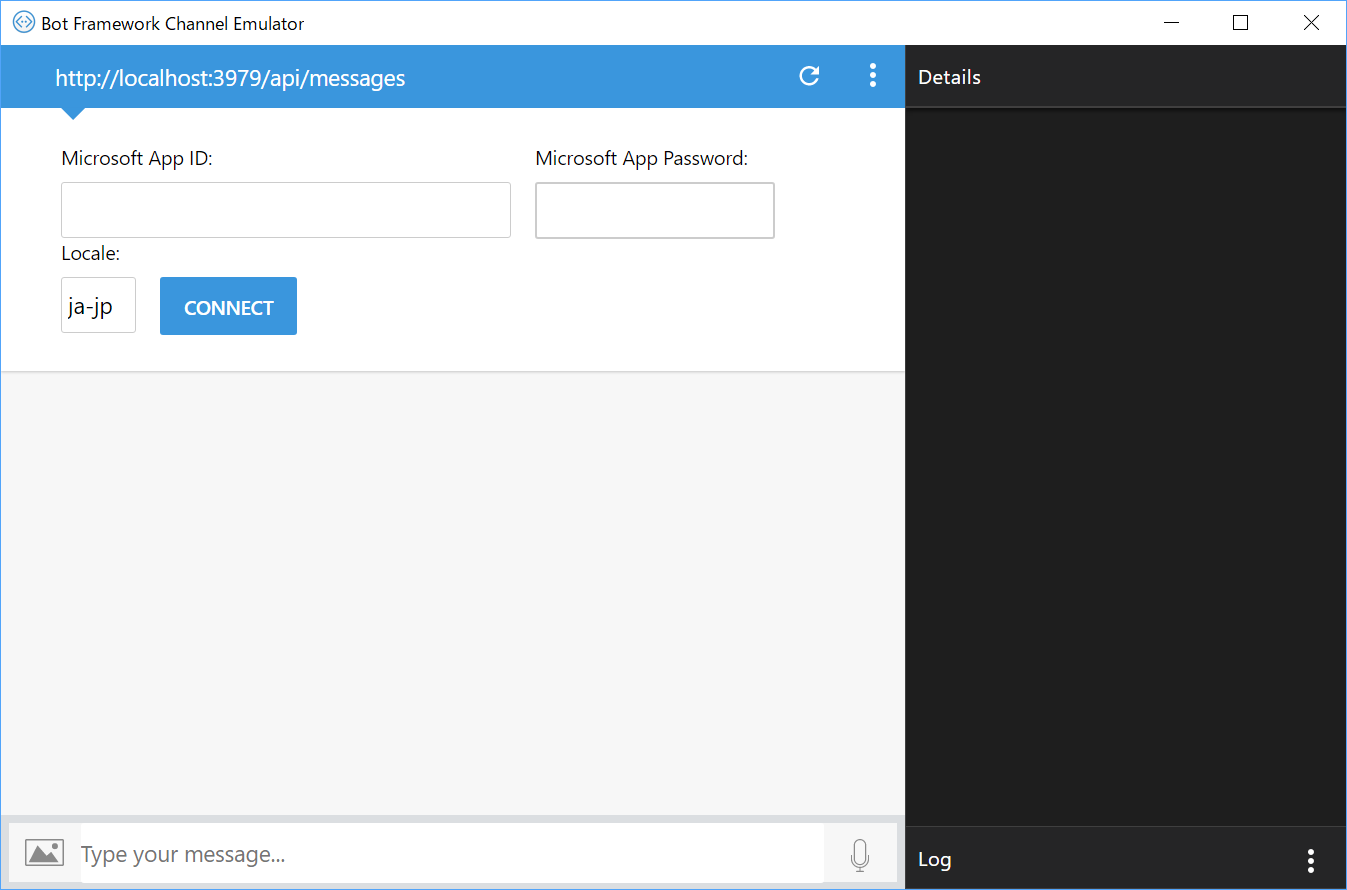 Bot Framework Channel Emulator
http://localhost:3979/api/messages
Details
Microsoft App ID:
Microsoft App Password:
Locale:
ja-jp
CONNECT
Type your message...
Log